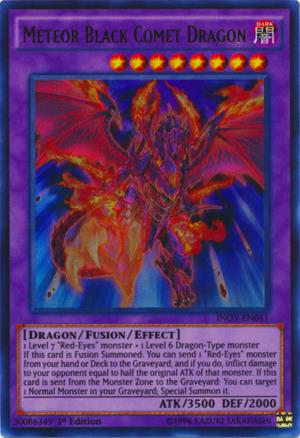 METEOR BLACK COMET DRAGON
DARK
闇
INOV-EN041
[DRAGON/FUSION/EFFECT]
1 Level 7 "Red-Eyes" monster + 1 Level 6 Dragon-Type monster
If this card is Fusion Summoned: You can send 1 "Red-Eyes" monster
from your hand or Deck to the Graveyard, and if you do, inflict damage
to your opponent equal to half the original ATK of that monster. If this
card is sent from the Monster Zone to the Graveyard: You can target
1 Normal Monster in your Graveyard; Special Summon it.
ATK/3500 DEF/2000
30086349 1st Edition ©1996 KAZUKI TAKAHASHI